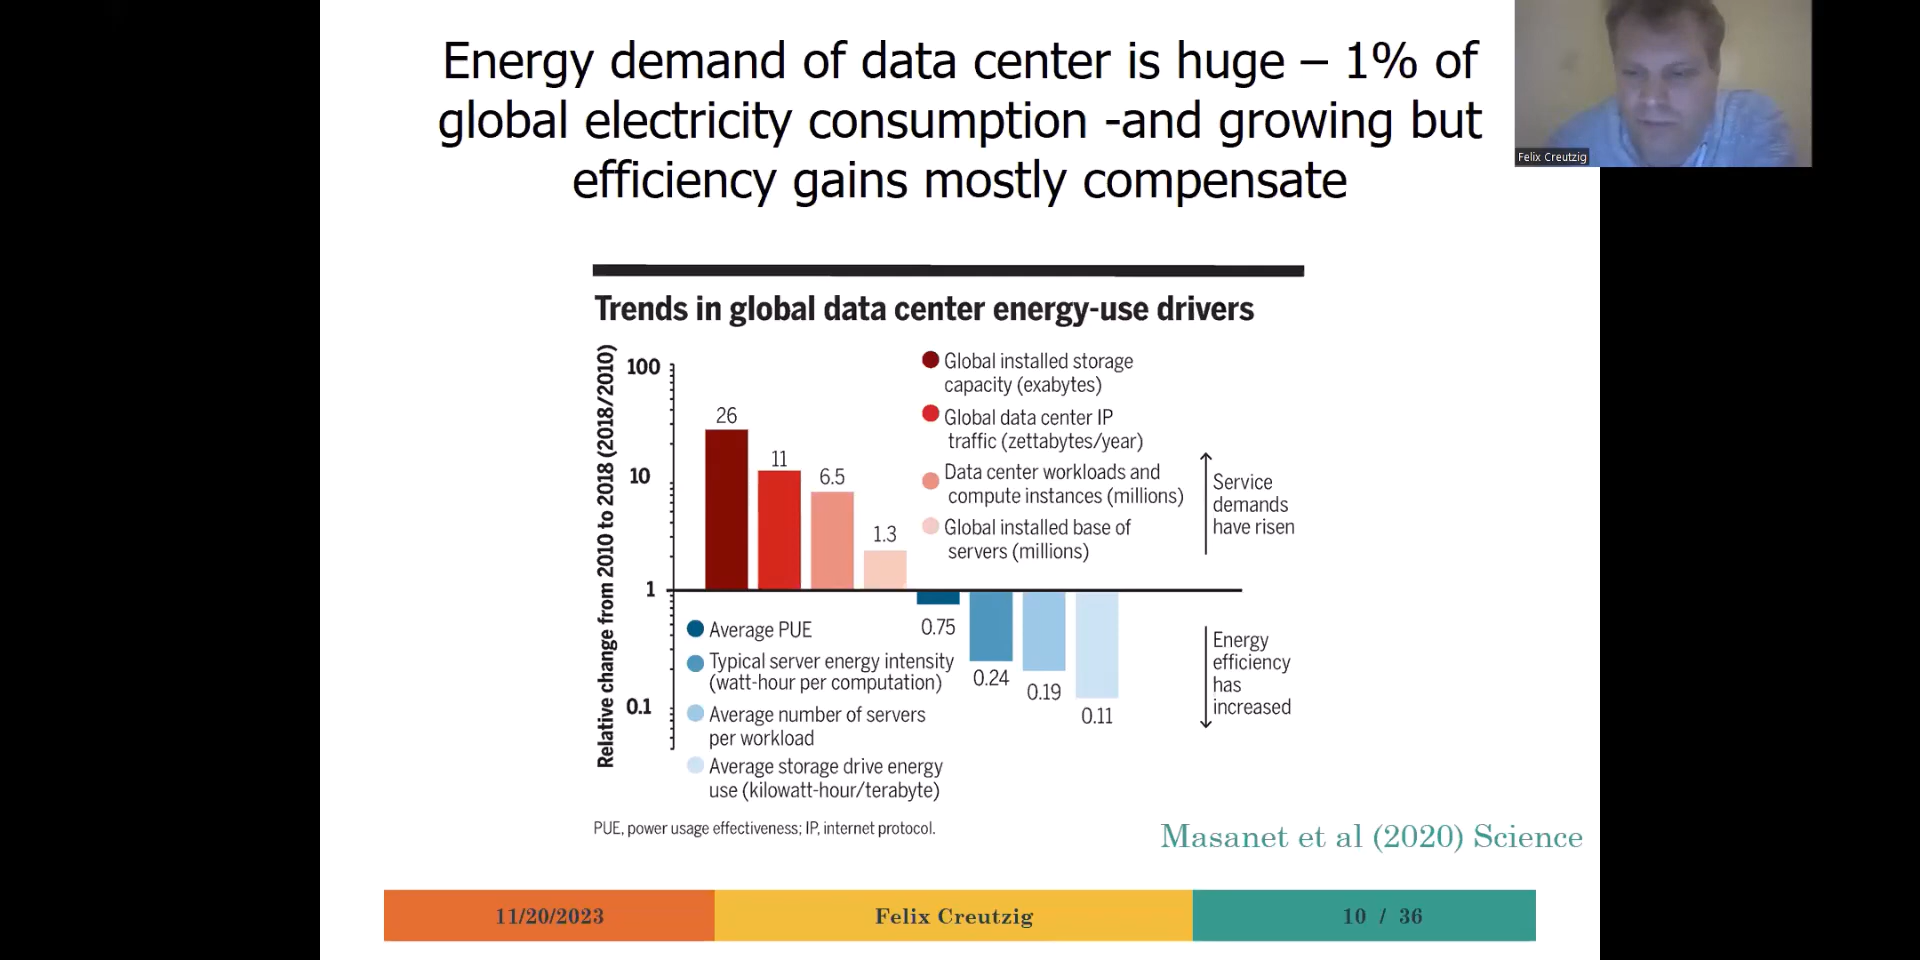 Energy demand of data center is huge – 1% of
global electricity consumption -and growing but
efficiency gains mostly compensate
Felix Creutzig
Trends in global data center energy-use drivers
Relative change from 2010 to 2018 (2018/2010)
100
10
1
0.1
26
11
6.5
1.3
Global installed storage
capacity (exabytes)
Global data center IP
traffic (zettabytes/year)
Data center workloads and
compute instances (millions)
Global installed base of
servers (millions)
Service
demands
have risen
Average PUE
Typical server energy intensity
(watt-hour per computation)
Average number of servers
per workload
Average storage drive energy
use (kilowatt-hour/terabyte)
0.75
0.24
0.19
0.11
Energy
efficiency
has
increased
PUE, power usage effectiveness; IP, internet protocol.
Masanet et al (2020) Science
11/20/2023
Felix Creutzig
10 / 36